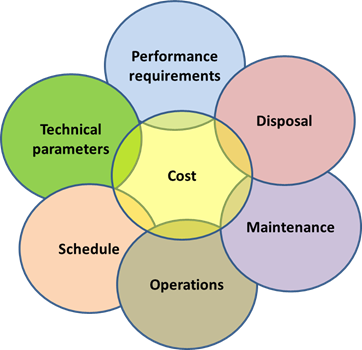 Performance
requirements
Disposal
Technical
parameters
Cost
Maintenance
Schedule
Operations